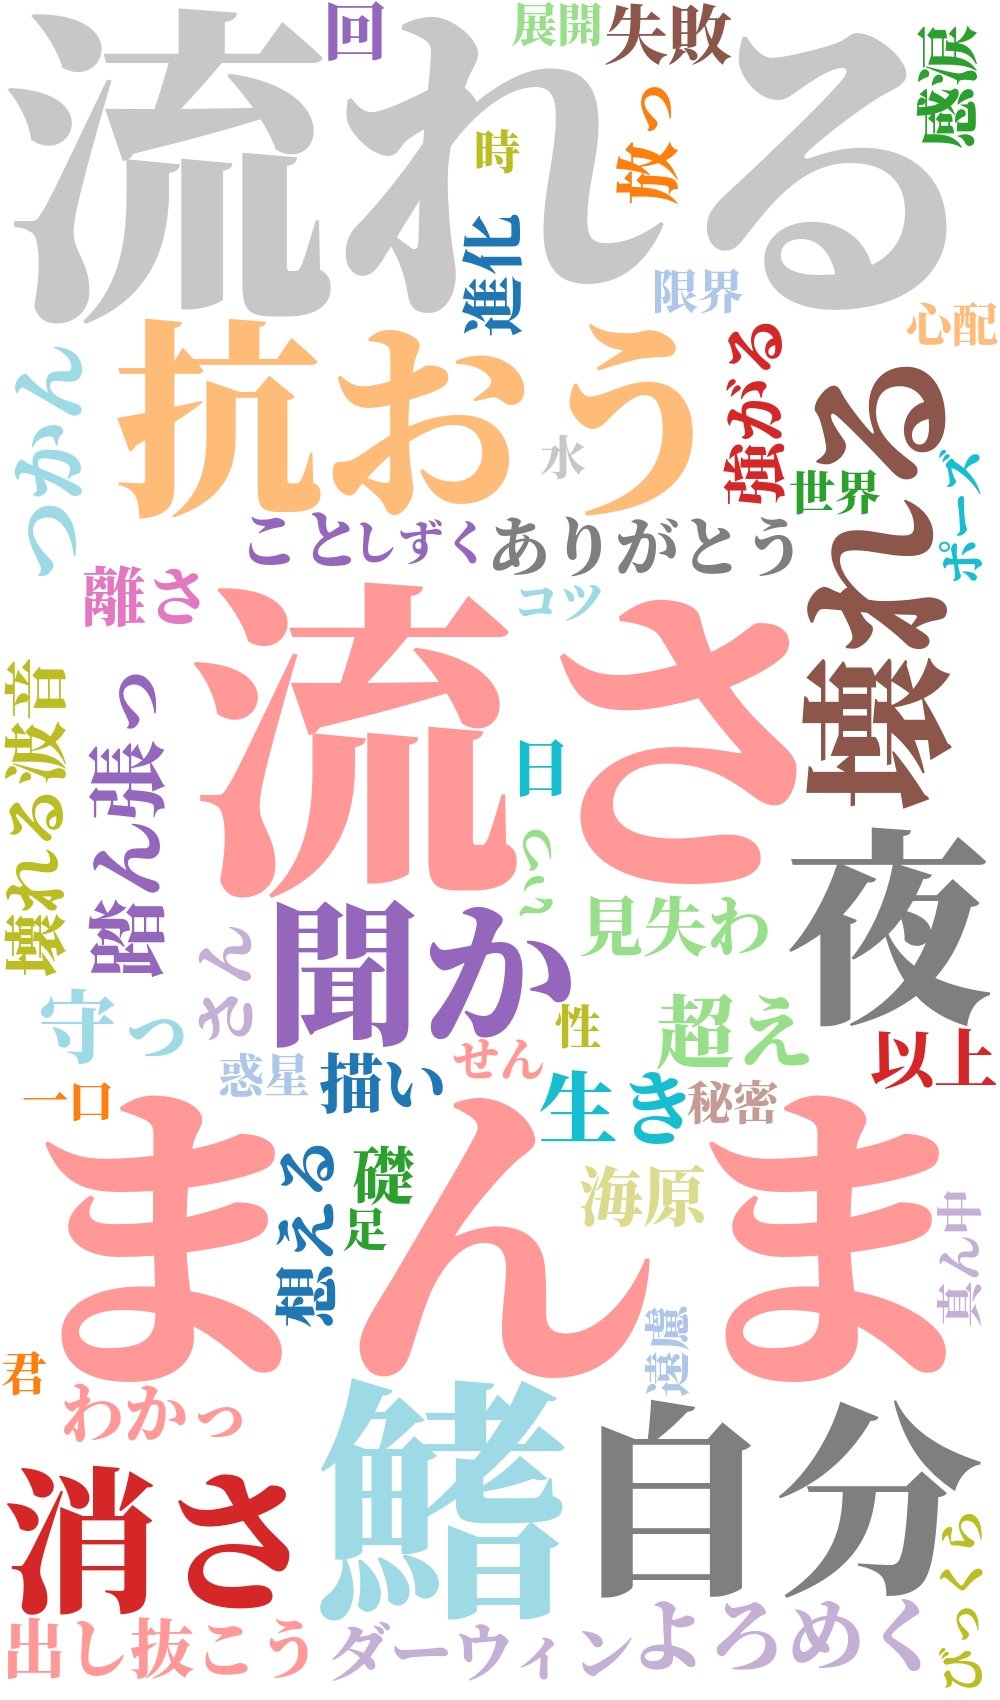 流れる
回
展開
失敗
感涙
放っ
時
進化
限界
心配
抗おう
強がる
つかん
壊れる
水
世界
ポーズ
ことしずく
ありがとう
離さ
コツ
流さ
壊れる波音
踏ん張っ
日
夜
聞か
見失わ
さん
守っ
性
超え
以上
惑星
描い
せん
生き
秘密
一口
まんま
想える
礎
足
海原
真ん中
遠慮
君
わかっ
鰭
自分
消さ
びっくら
出し抜こう
ダーウィン
よろめく